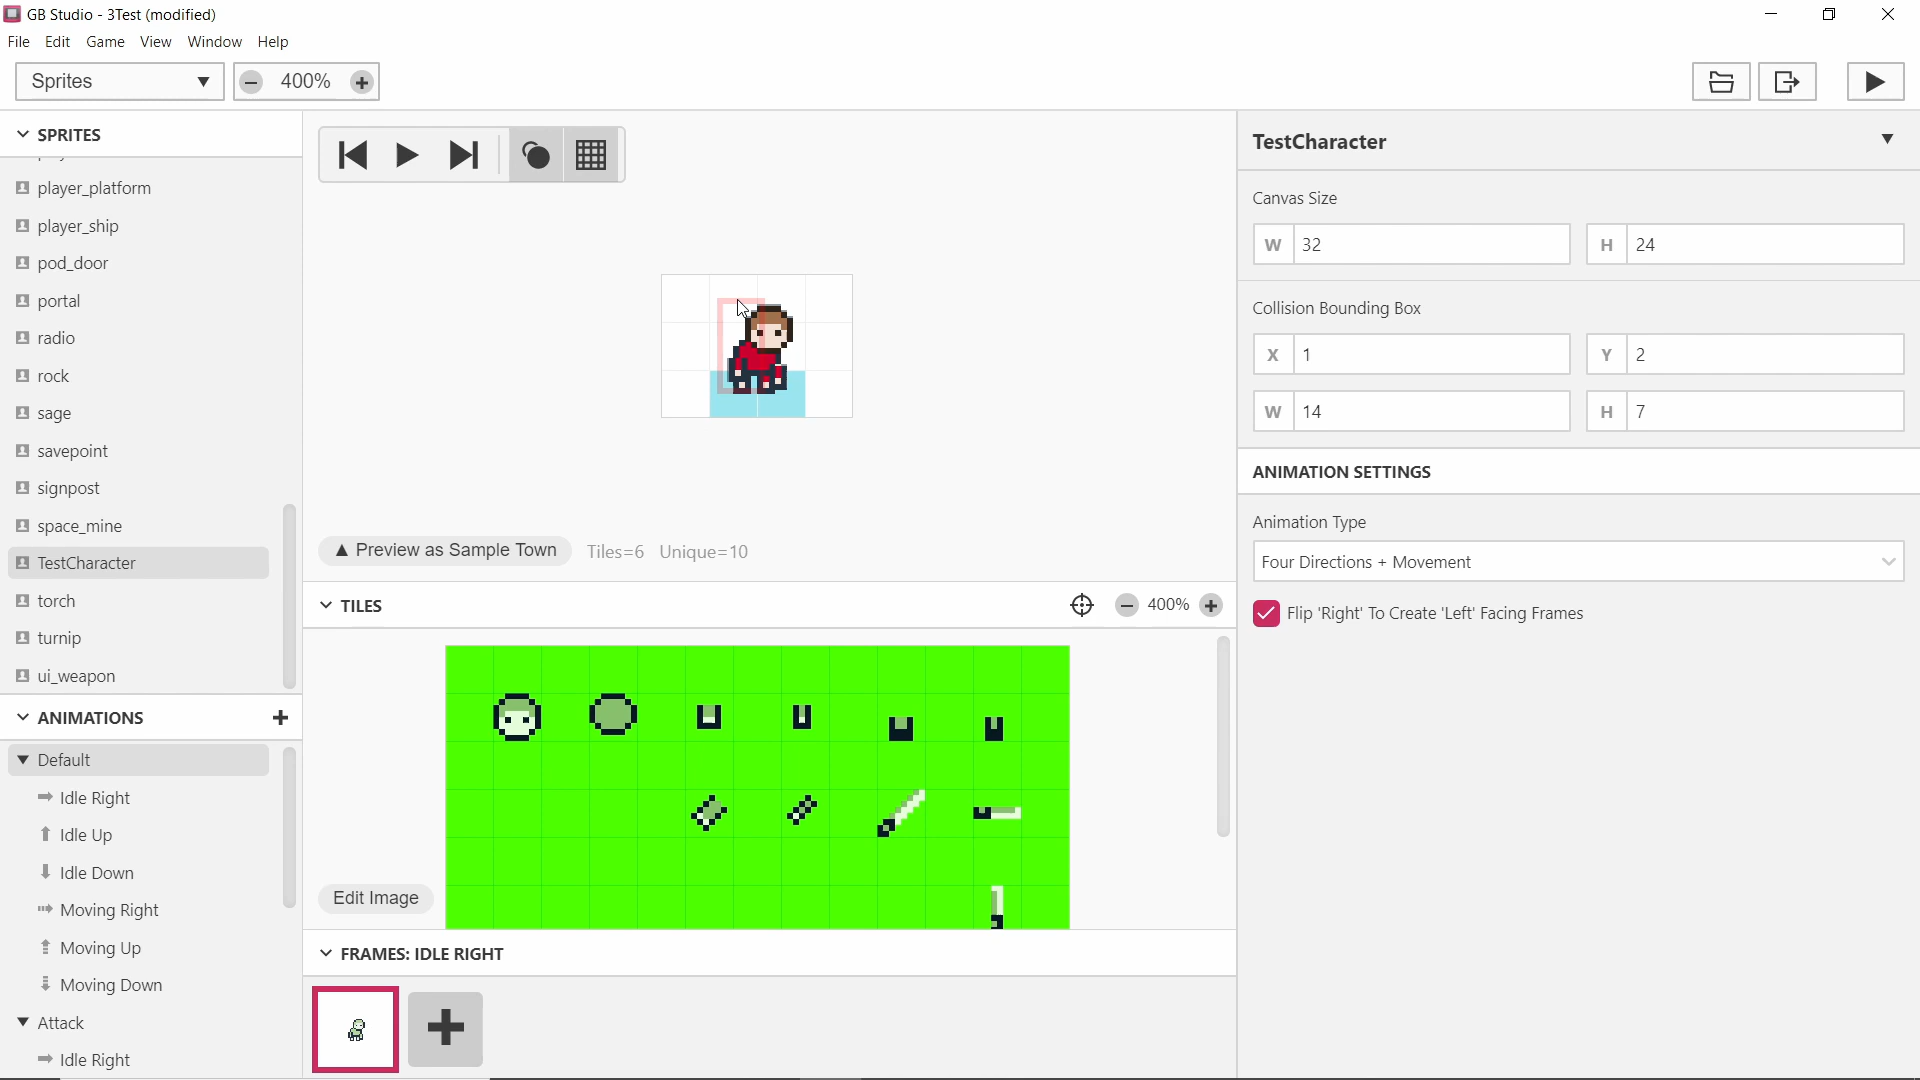 GB Studio - 3Test (modified)
File Edit Game View Window Help
Sprites
400%
SPRITES
player_platform
player_ship
pod_door
portal
radio
rock
sage
savepoint
signpost
space_mine
TestCharacter
torch
turnip
ui_weapon
ANIMATIONS
Default
Idle Right
Idle Up
Idle Down
Moving Right
Moving Up
Moving Down
Attack
Idle Right
Preview as Sample Town Tiles=6 Unique=10
TILES
400%
Edit Image
FRAMES: IDLE RIGHT
TestCharacter
Canvas Size
W 32 H 24
Collision Bounding Box
X 1 Y 2
W 14 H 7
ANIMATION SETTINGS
Animation Type
Four Directions + Movement
Flip 'Right' To Create 'Left' Facing Frames